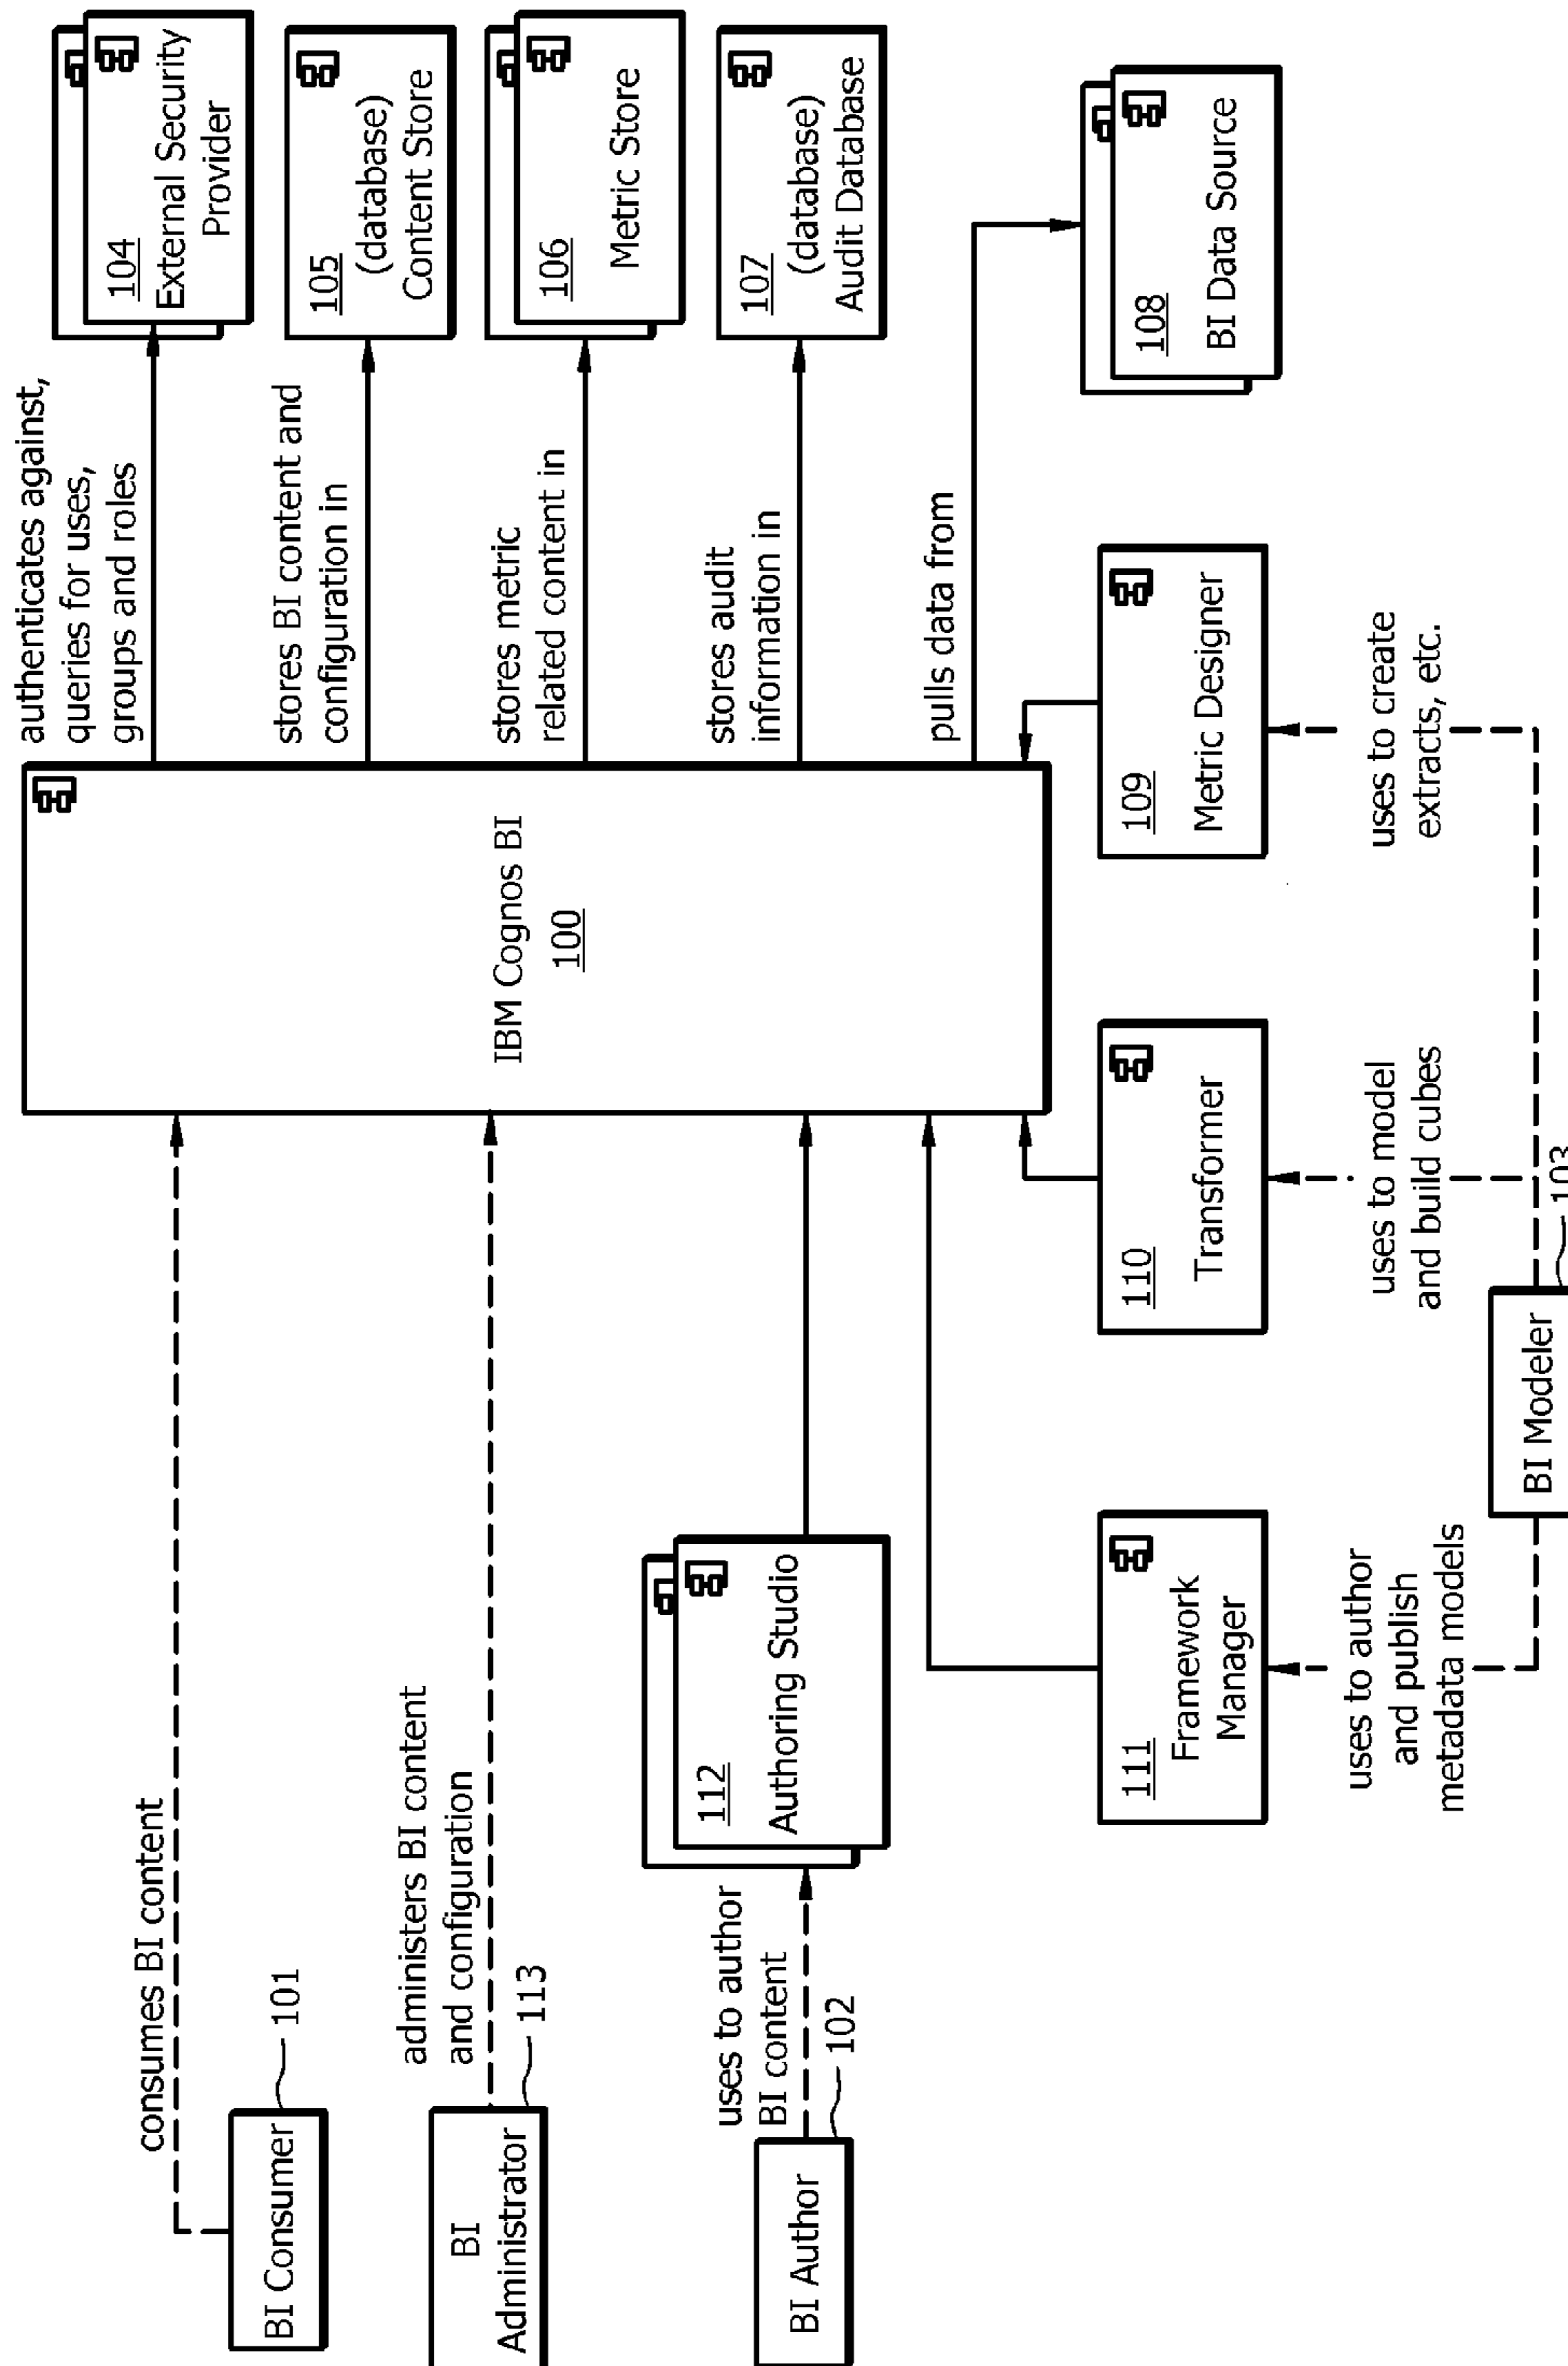 consumes BI content
BI Consumer
101
administers BI content
and configuration
BI
Administrator
113
uses to author
BI content
BI Author
102
112
Authoring Studio
IBM Cognos BI
100
authenticates against,
queries for uses,
groups and roles
104
External Security
Provider
stores BI content and
configuration in
105
(database)
Content Store
stores metric
related content in
106
Metric Store
stores audit
information in
107
(database)
Audit Database
pulls data from
108
BI Data Source
111
Framework
Manager
110
Transformer
109
Metric Designer
uses to author
and publish
metadata models
uses to model
and build cubes
uses to create
extracts, etc.
BI Modeler
103